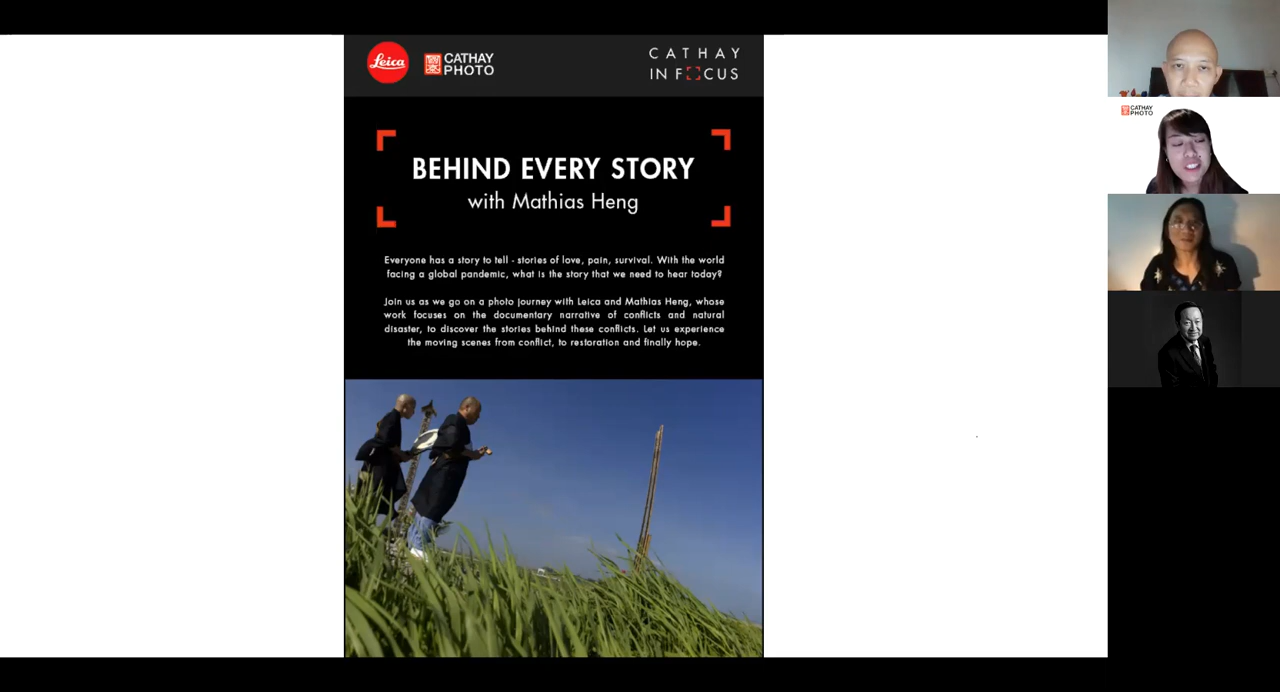 Leica
CATHAY
PHOTO
CATHAY
IN FOCUS
BEHIND EVERY STORY
with Mathias Heng
Everyone has a story to tell - stories of love, pain, survival. With the world
facing a global pandemic, what is the story that we need to hear today?
Join us as we go on a photo journey with Leica and Mathias Heng, whose
work focuses on the documentary narrative of conflicts and natural
disaster, to discover the stories behind these conflicts. Let us experience
the moving scenes from conflict, to restoration and finally hope.
CATHAY
PHOTO